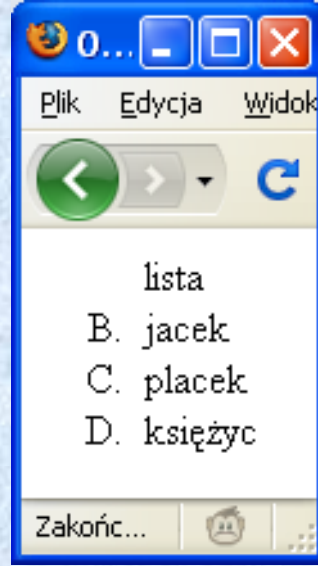 0...
Plik Edycja Widok
lista
B. jacek
C. placek
D. księżyc
Zakońc...